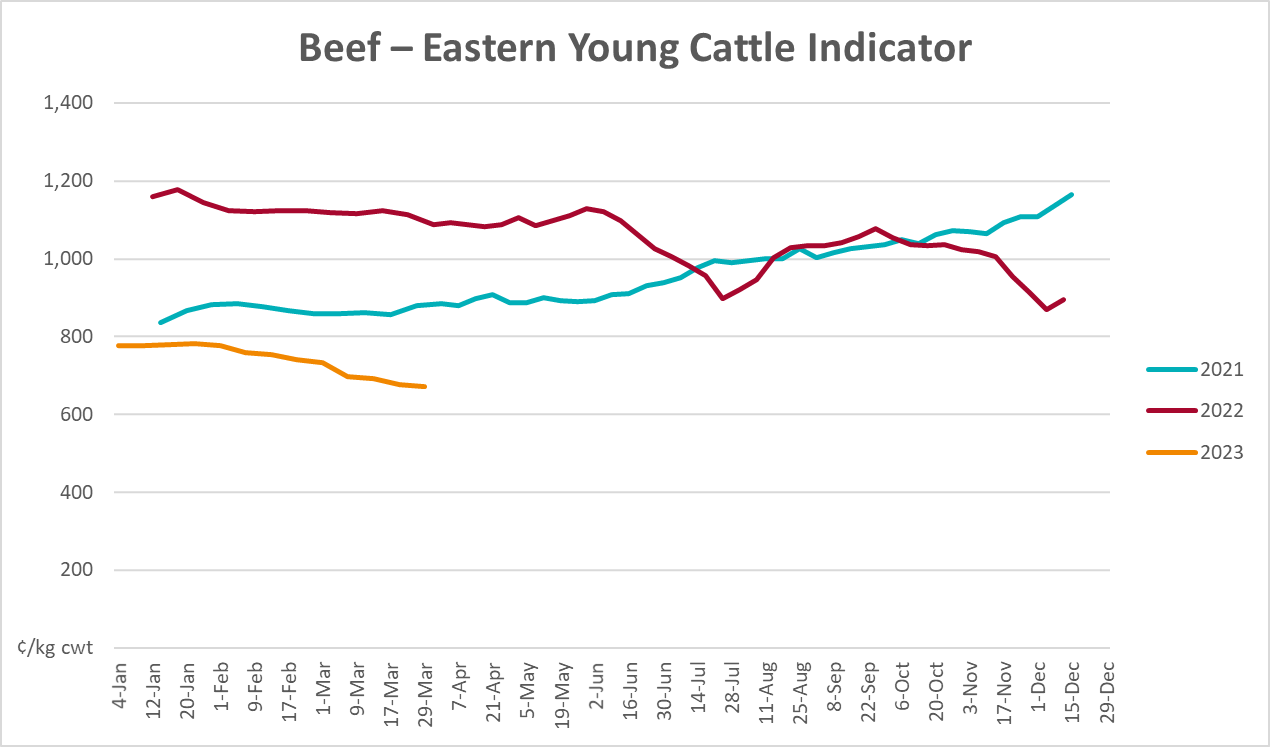 Beef – Eastern Young Cattle Indicator
1,400
1,200
1,000
800
600
400
200
¢/kg cwt
4-Jan
12-Jan
20-Jan
1-Feb
9-Feb
17-Feb
1-Mar
9-Mar
17-Mar
29-Mar
7-Apr
21-Apr
5-May
19-May
2-Jun
16-Jun
30-Jun
14-Jul
28-Jul
11-Aug
25-Aug
8-Sep
22-Sep
6-Oct
20-Oct
3-Nov
17-Nov
1-Dec
15-Dec
29-Dec
2021
2022
2023